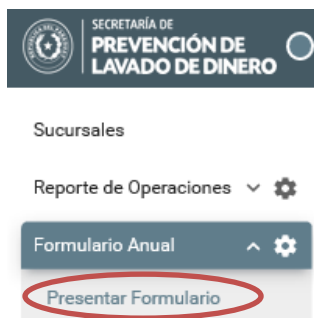 SECRETARÍA DE
PREVENCIÓN DE
LAVADO DE DINERO
Sucursales
Reporte de Operaciones
Formulario Anual
Presentar Formulario